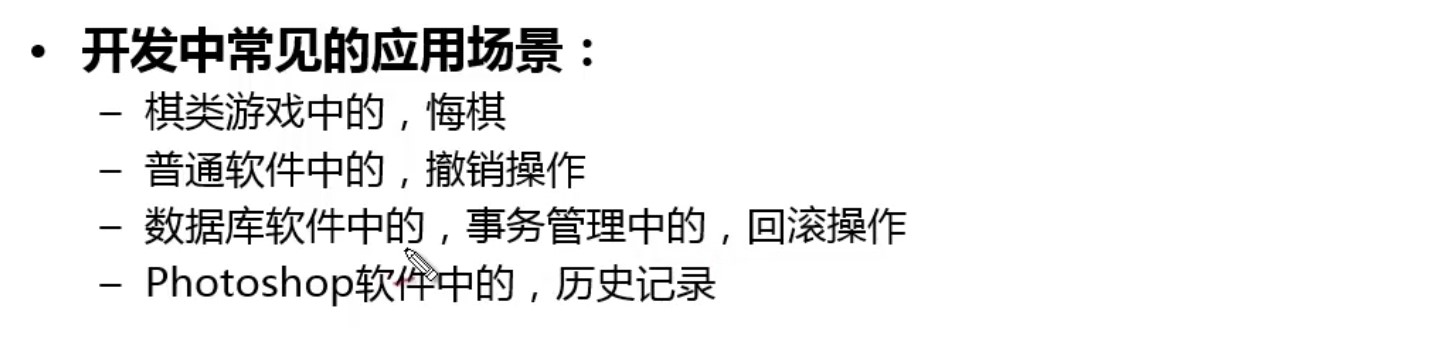 • 开发中常见的应用场景：
– 棋类游戏中的，悔棋
– 普通软件中的，撤销操作
– 数据库软件中的，事务管理中的，回滚操作
– Photoshop软件中的，历史记录